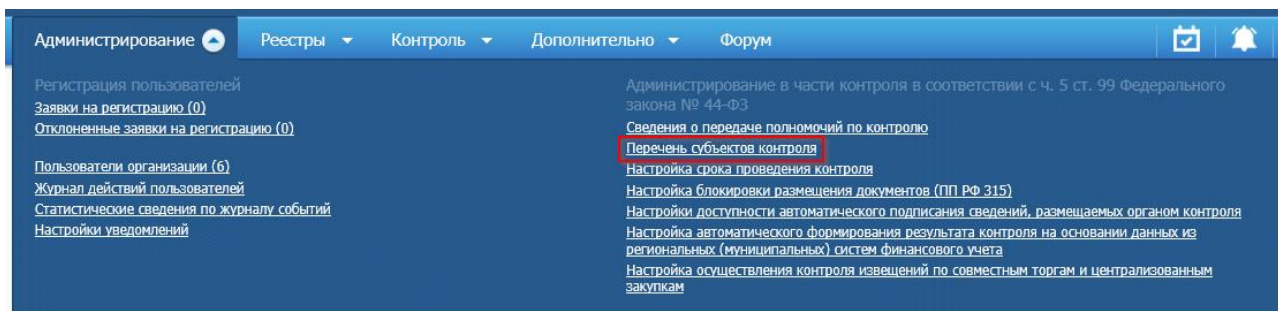 Администрирование
Реестры
Контроль
Дополнительно
Форум
Регистрация пользователей
Заявки на регистрацию (0)
Отклоненные заявки на регистрацию (0)
Пользователи организации (6)
Журнал действий пользователей
Статистические сведения по журналу событий
Настройки уведомлений
Администрирование в части контроля в соответствии с ч. 5 ст. 99 Федерального
закона № 44-ФЗ
Сведения о передаче полномочий по контролю
Перечень субъектов контроля
Настройка срока проведения контроля
Настройка блокировки размещения документов (ПП РФ 315)
Настройки доступности автоматического подписания сведений, размещаемых органом контроля
Настройка автоматического формирования результата контроля на основании данных из
региональных (муниципальных) систем финансового учета
Настройка осуществления контроля извещений по совместным торгам и централизованным
закупкам